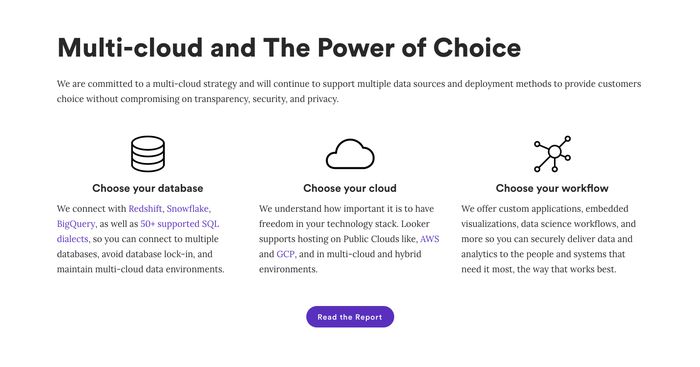 Multi-cloud and The Power of Choice
We are committed to a multi-cloud strategy and will continue to support multiple data sources and deployment methods to provide customers
choice without compromising on transparency, security, and privacy.
Choose your database
We connect with Redshift, Snowflake,
BigQuery, as well as 50+ supported SQL
dialects, so you can connect to multiple
databases, avoid database lock-in, and
maintain multi-cloud data environments.
Choose your cloud
We understand how important it is to have
freedom in your technology stack. Looker
supports hosting on Public Clouds like, AWS
and GCP, and in multi-cloud and hybrid
environments.
Choose your workflow
We offer custom applications, embedded
visualizations, data science workflows, and
more so you can securely deliver data and
analytics to the people and systems that
need it most, the way that works best.
Read the Report